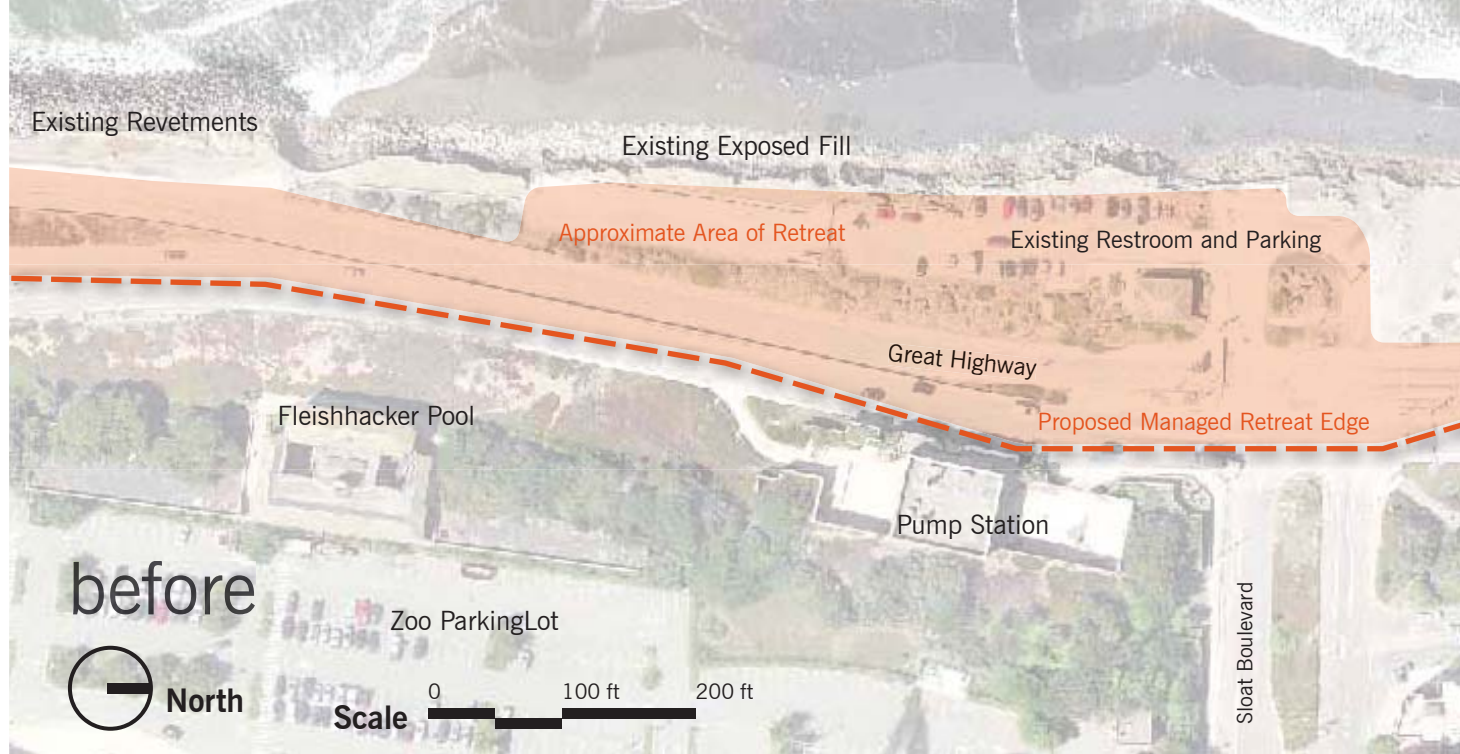 Existing Revetments
Existing Exposed Fill
Approximate Area of Retreat
Existing Restroom and Parking
Great Highway
Fleishhacker Pool
Proposed Managed Retreat Edge
Pump Station
before
Zoo ParkingLot
Sloat Boulevard
North
Scale
0 100 ft 200 ft